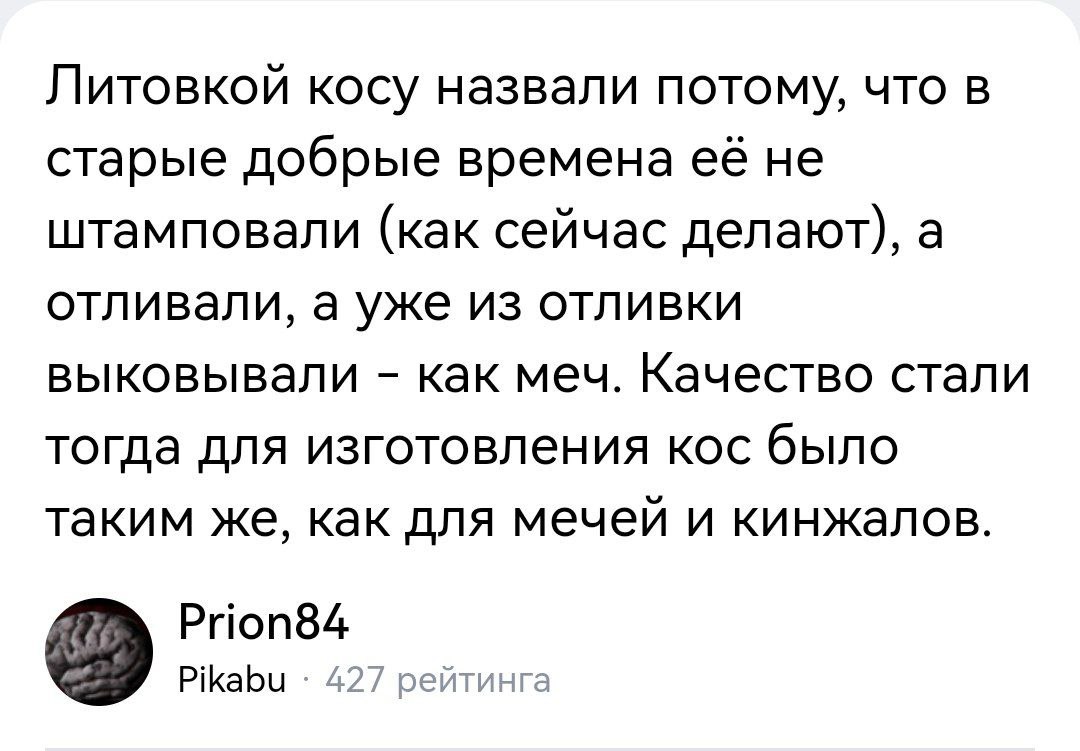 Литовкой косу назвали потому, что в
старые добрые времена её не
штамповали (как сейчас делают), а
отливали, а уже из отливки
выковывали - как меч. Качество стали
тогда для изготовления кос было
таким же, как для мечей и кинжалов.
Prion84
Pikabu · 427 рейтинга